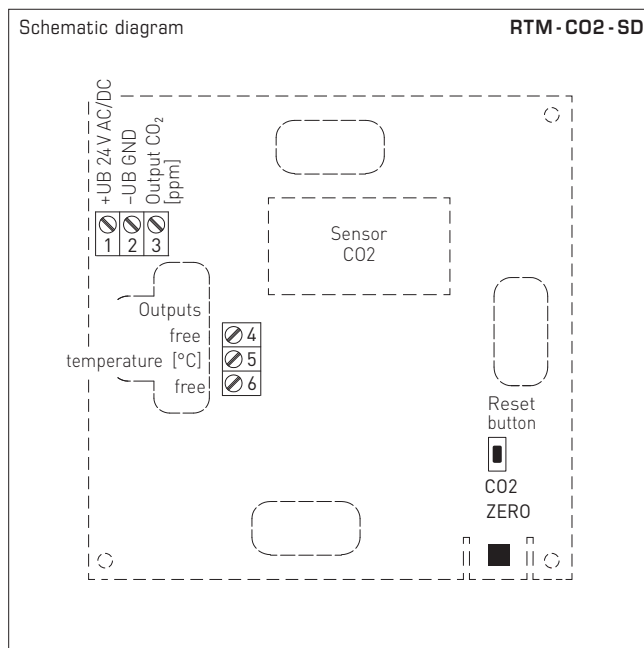 Schematic diagram RTM-CO2-SD
+UB 24V AC/DC
–UB GND
Output CO₂
[ppm]
1 2 3
Sensor
CO2
Outputs
free 4
temperature [°C] 5
free 6
Reset
button
CO2
ZERO